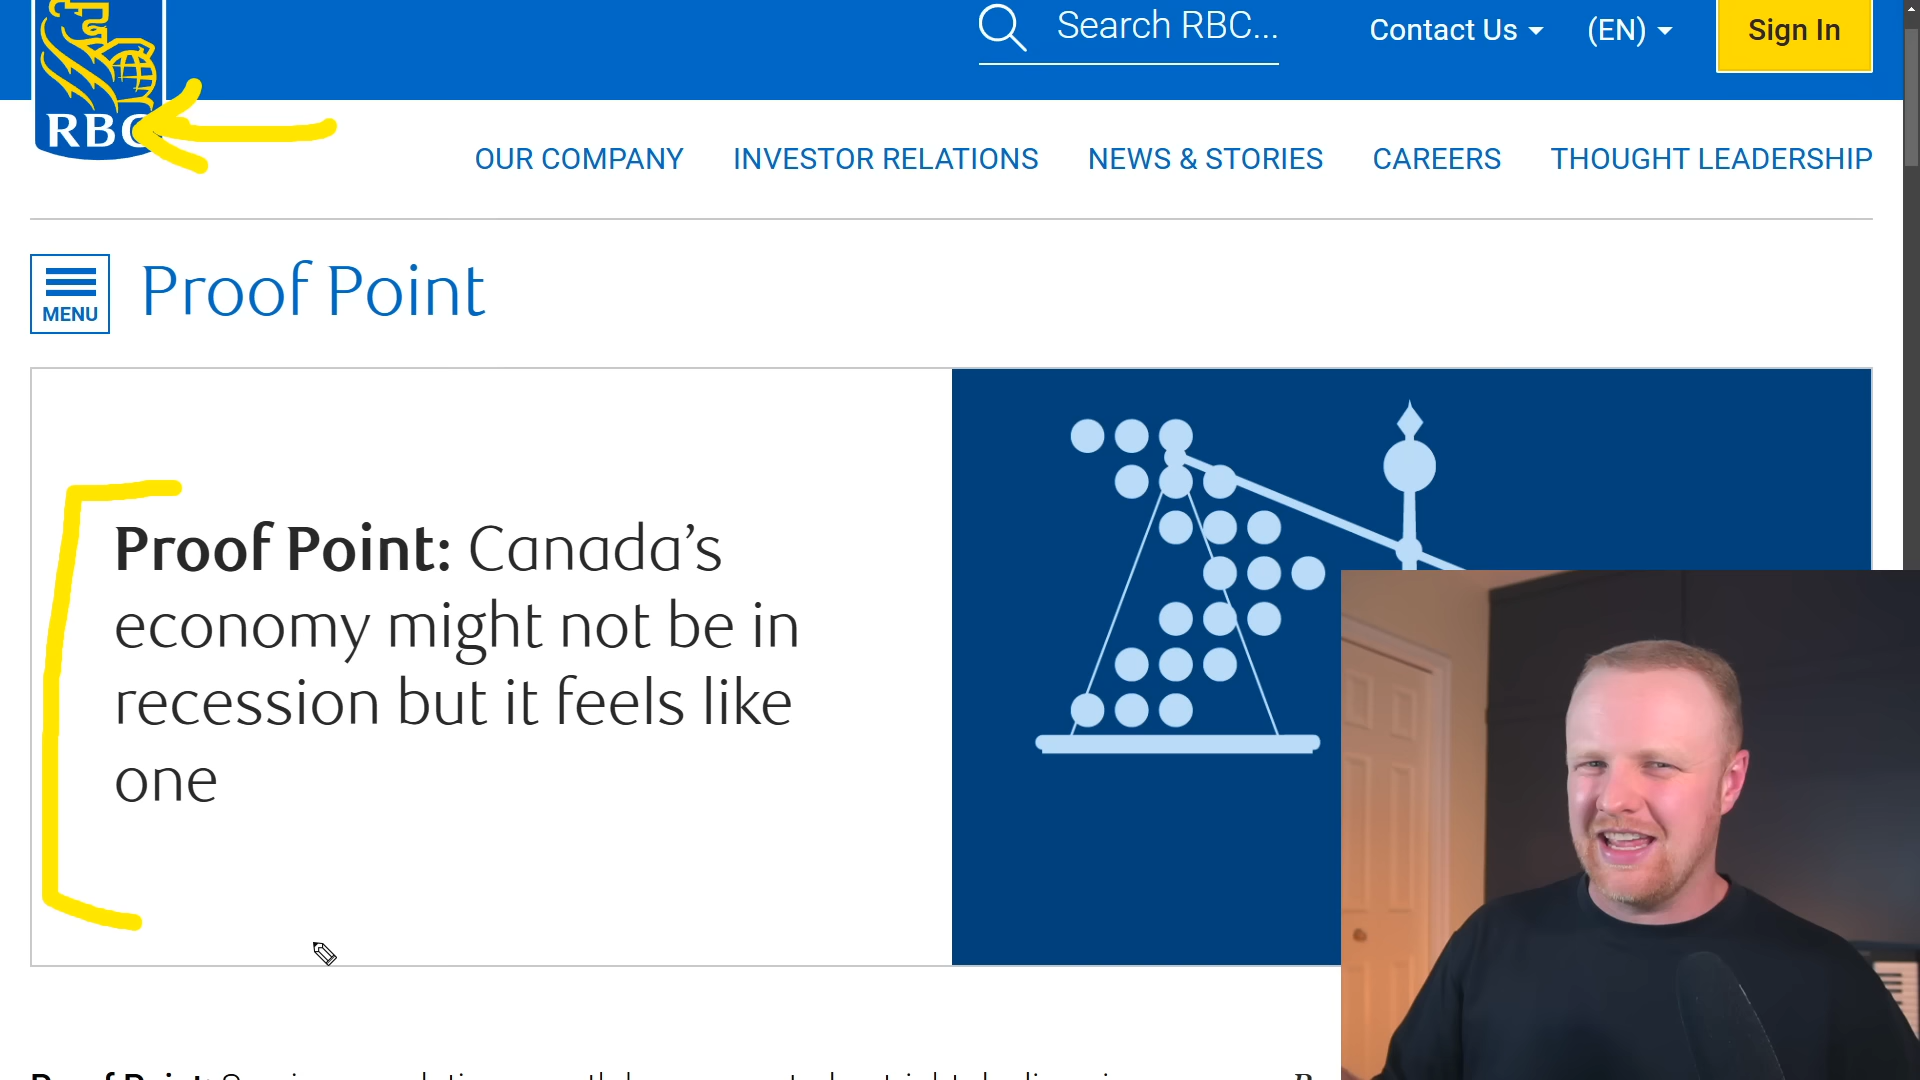 RBC
Search RBC...
Contact Us
(EN)
Sign In
OUR COMPANY
INVESTOR RELATIONS
NEWS & STORIES
CAREERS
THOUGHT LEADERSHIP
MENU
Proof Point
Proof Point: Canada’s
economy might not be in
recession but it feels like
one